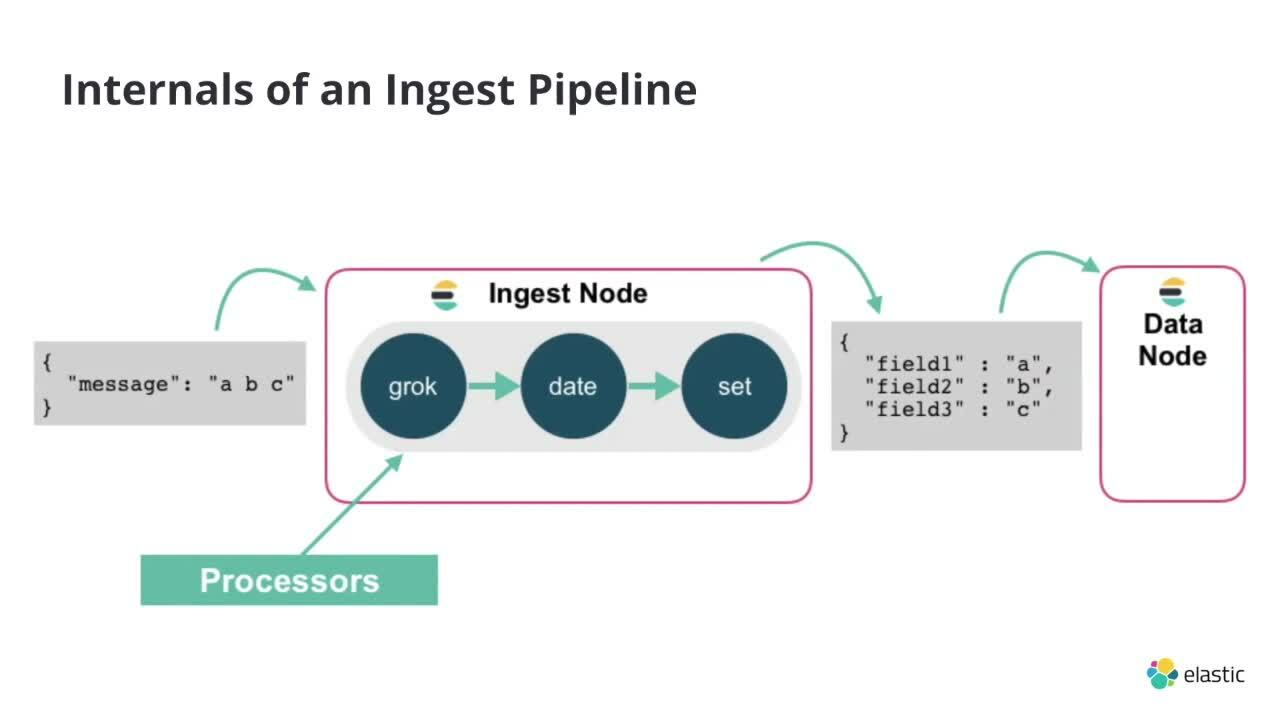 Internals of an Ingest Pipeline
{
"message": "a b c"
}
Ingest Node
grok
date
set
Processors
{
"field1" : "a",
"field2" : "b",
"field3" : "c"
}
Data
Node
elastic